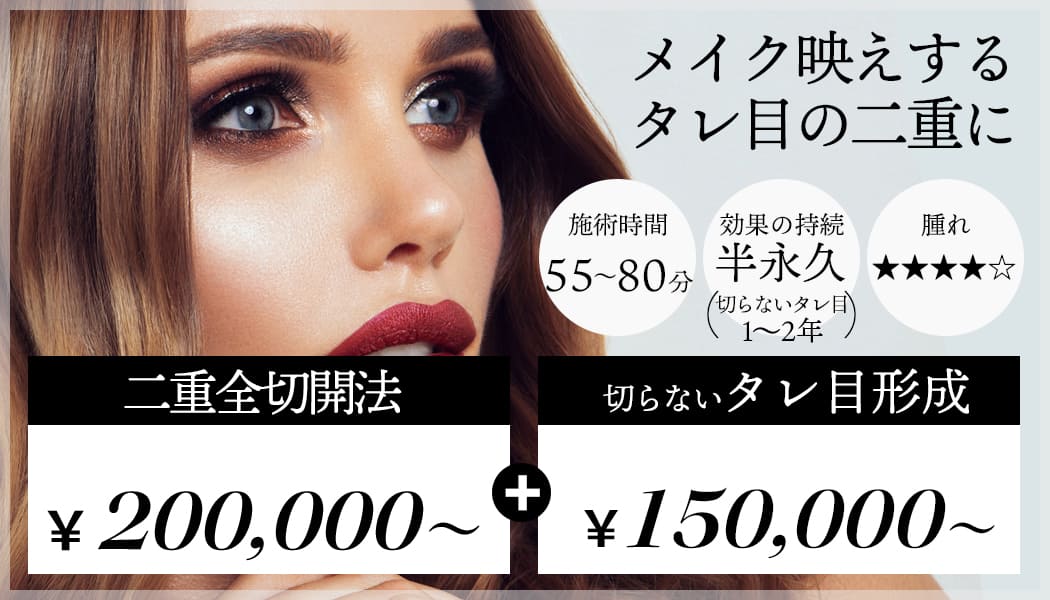 メイク映えする
タレ目の二重に
施術時間
55~80分
効果の持続
半永久
(切らないタレ目
1〜2年)
腫れ
★★★★☆
二重全切開法
¥200,000~
+
切らないタレ目形成
¥150,000~